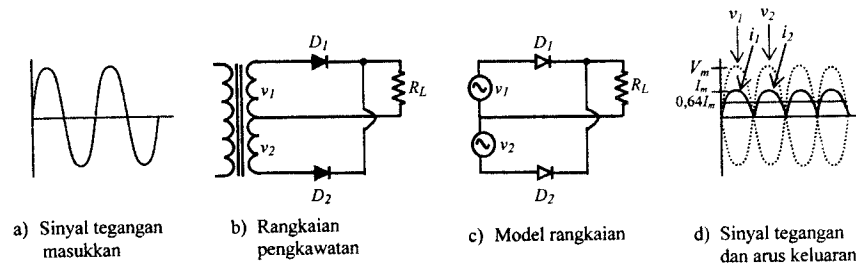 D1
v1
v2
D2
RL
D1
v1
v2
D2
RL
v1 v2
i1 i2
Vm
Im
0,64Im
a) Sinyal tegangan
masukkan
b) Rangkaian
pengkawatan
c) Model rangkaian
d) Sinyal tegangan
dan arus keluaran